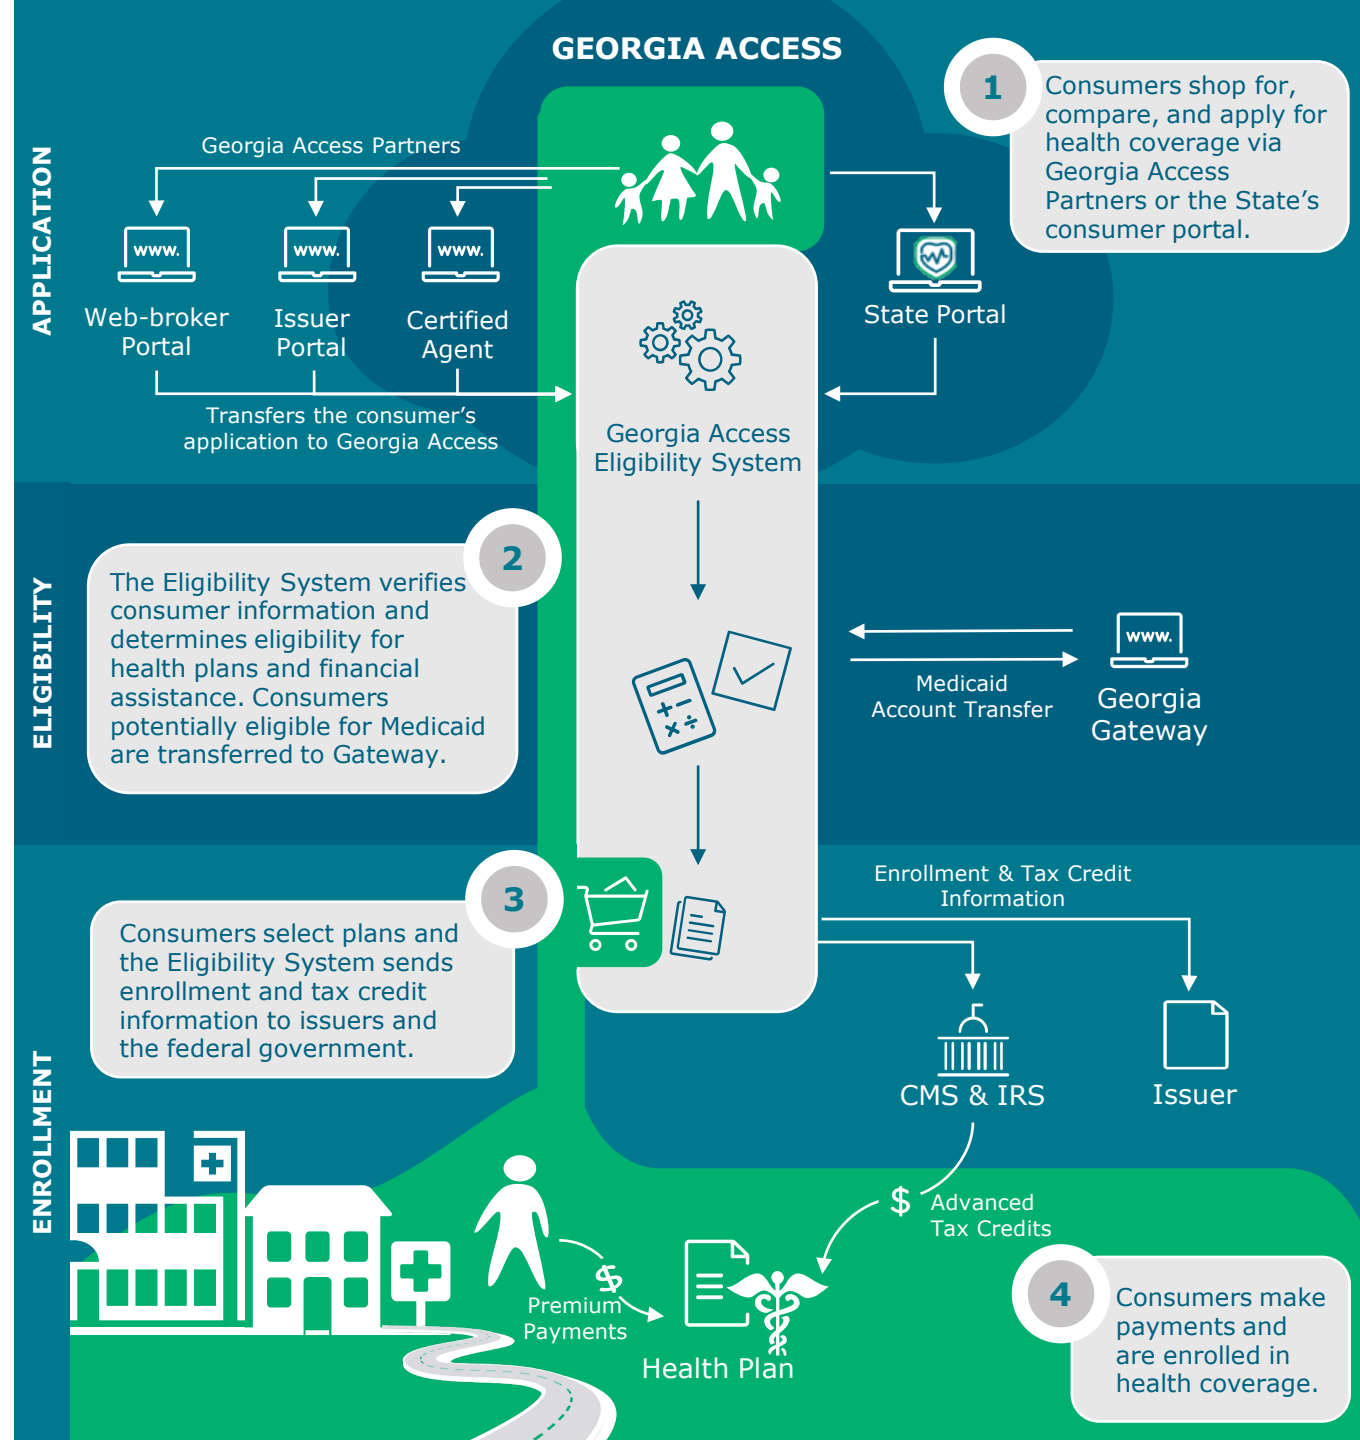 GEORGIA ACCESS
1
Consumers shop for,
compare, and apply for
health coverage via
Georgia Access
Partners or the State’s
consumer portal.
APPLICATION
Georgia Access Partners
www.
www.
www.
Web-broker
Portal
Issuer
Portal
Certified
Agent
State Portal
Transfers the consumer’s
application to Georgia Access
Georgia Access
Eligibility System
ELIGIBILITY
2
The Eligibility System verifies
consumer information and
determines eligibility for
health plans and financial
assistance. Consumers
potentially eligible for Medicaid
are transferred to Gateway.
www.
Medicaid
Account Transfer
Georgia
Gateway
ENROLLMENT
3
Consumers select plans and
the Eligibility System sends
enrollment and tax credit
information to issuers and
the federal government.
Enrollment & Tax Credit
Information
CMS & IRS
Issuer
$
Advanced
Tax Credits
$
Premium
Payments
Health Plan
4
Consumers make
payments and
are enrolled in
health coverage.